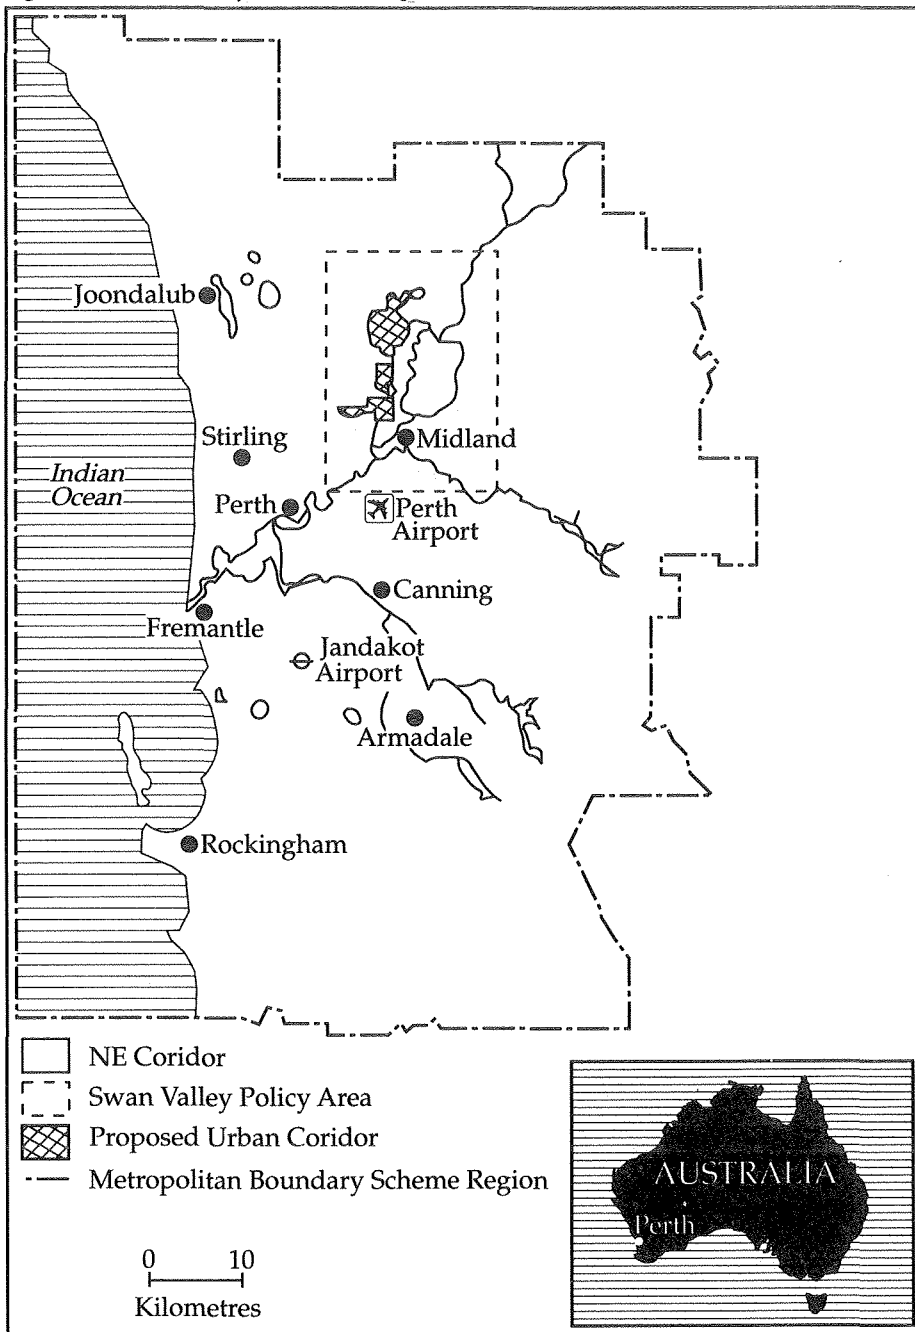 Joondalub
Stirling
Midland
Indian
Ocean
Perth
Perth
Airport
Canning
Fremantle
Jandakot
Airport
Armadale
Rockingham
NE Coridor
Swan Valley Policy Area
Proposed Urban Coridor
Metropolitan Boundary Scheme Region
0 10
Kilometres
AUSTRALIA
Perth